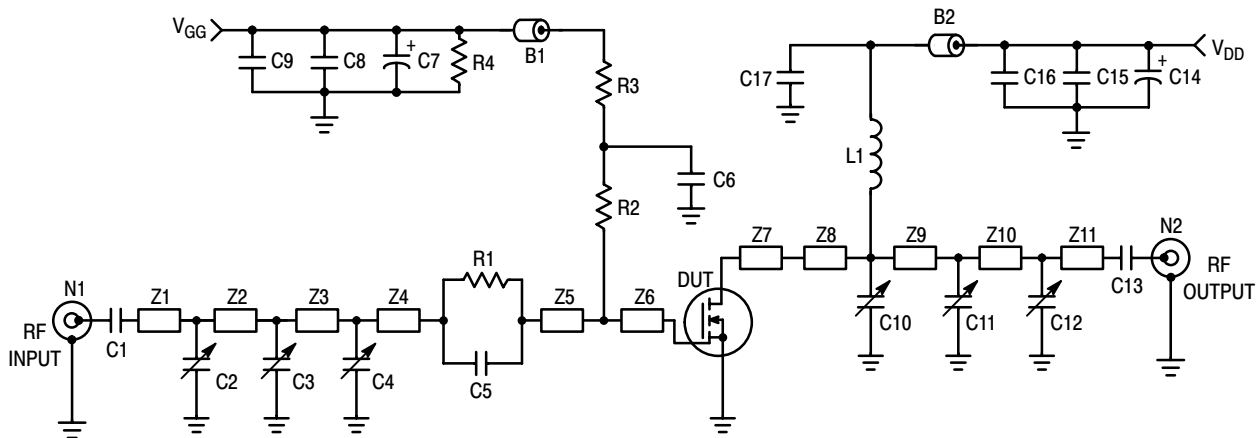 VGG
C9
C8
+
C7
R4
B1
R3
C6
R2
B2
VDD
C17
C16
C15
+
C14
L1
N1
RF
INPUT
C1
Z1
Z2
Z3
Z4
C2
C3
C4
R1
C5
Z5
Z6
DUT
Z7
Z8
Z9
Z10
Z11
C10
C11
C12
C13
N2
RF
OUTPUT